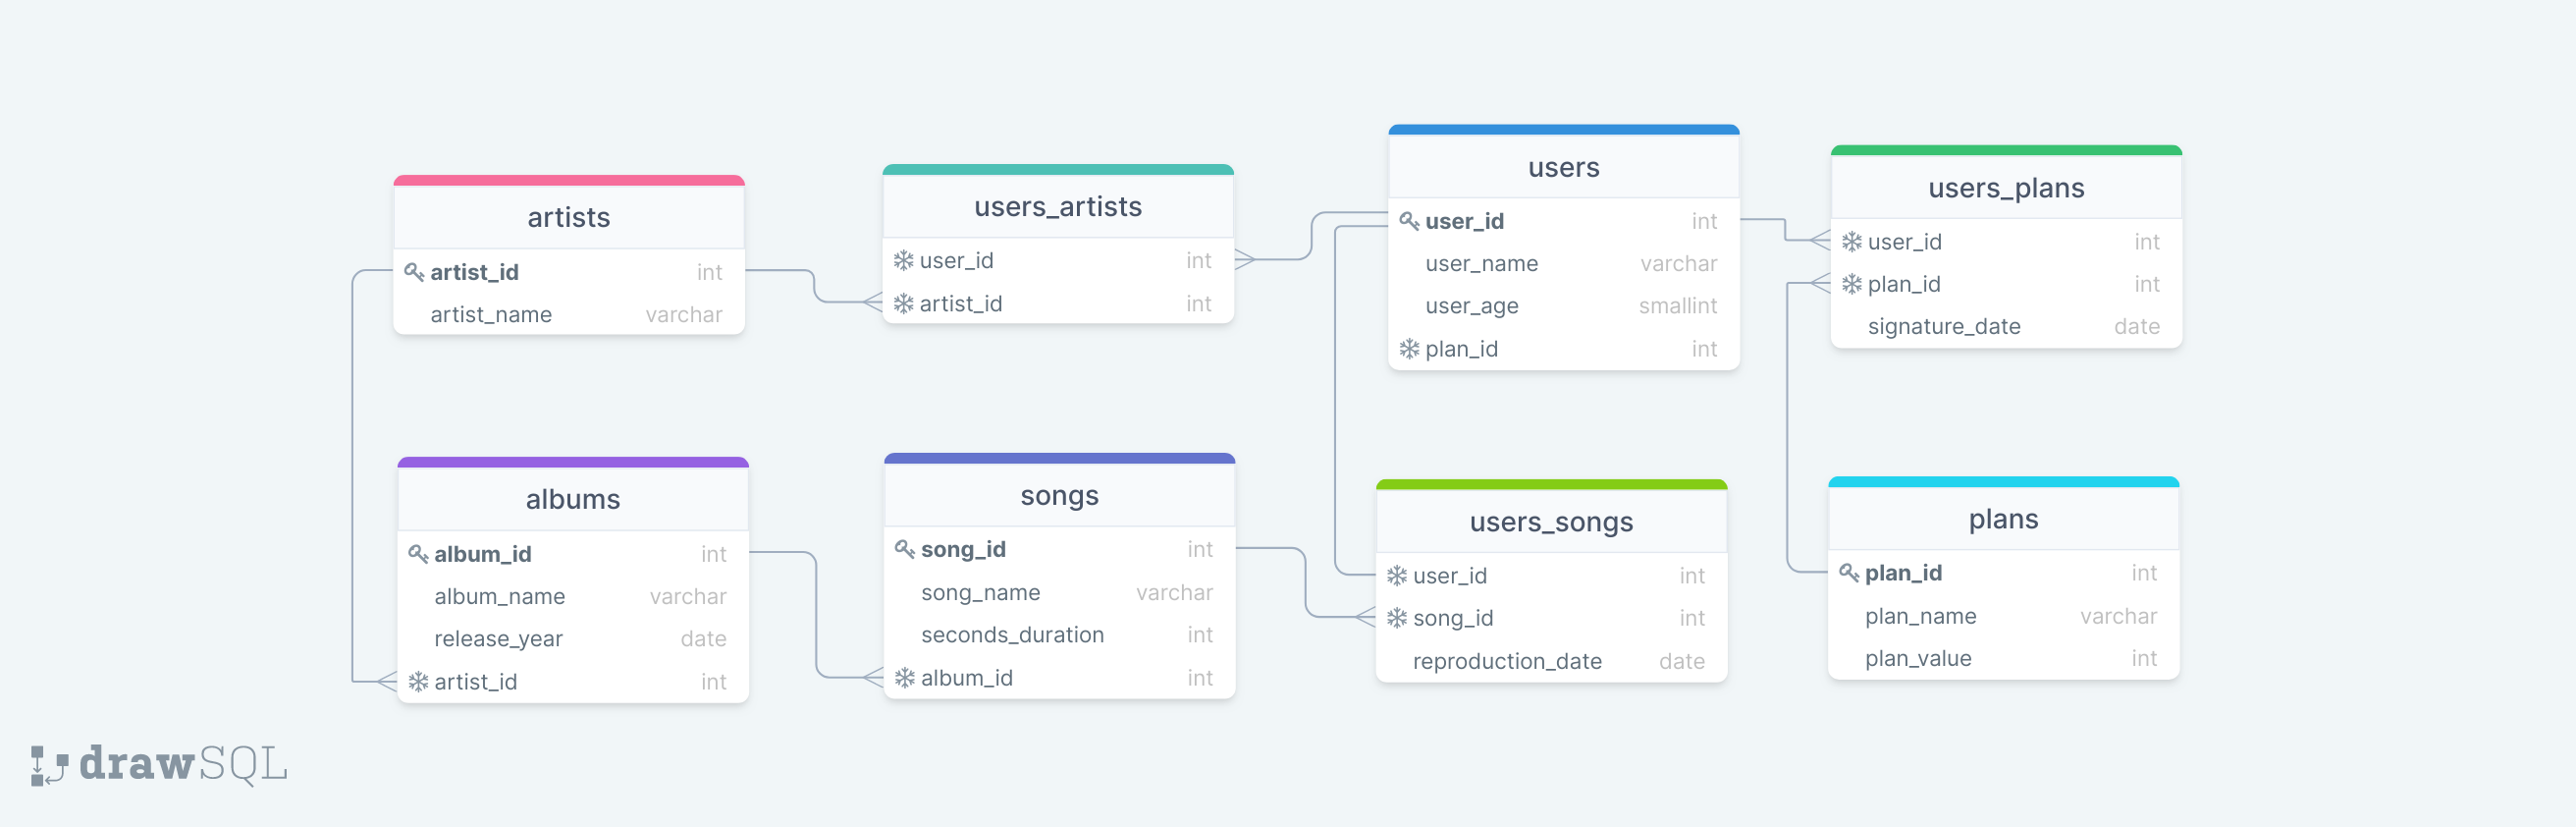 artists
artist_id int
artist_name varchar
users_artists
user_id int
artist_id int
users
user_id int
user_name varchar
user_age smallint
plan_id int
users_plans
user_id int
plan_id int
signature_date date
albums
album_id int
album_name varchar
release_year date
artist_id int
songs
song_id int
song_name varchar
seconds_duration int
album_id int
users_songs
user_id int
song_id int
reproduction_date date
plans
plan_id int
plan_name varchar
plan_value int
drawSQL